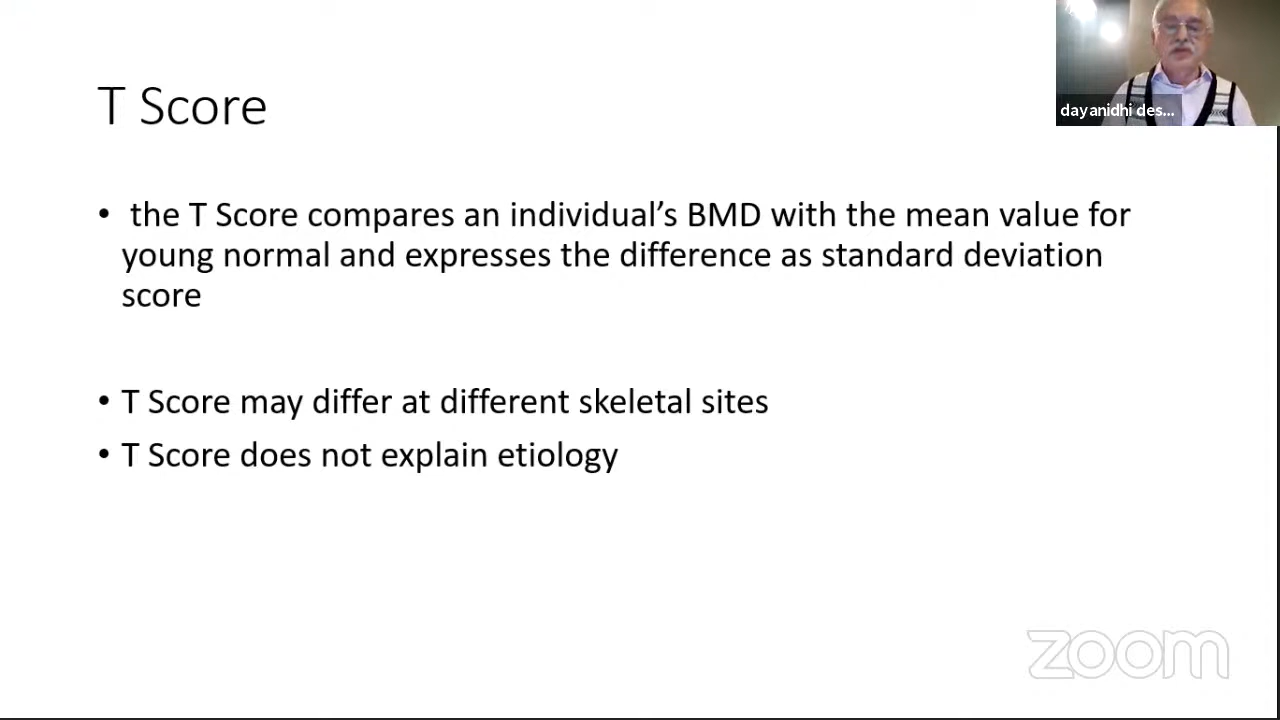 dayanidhi des...
T Score
• the T Score compares an individual’s BMD with the mean value for
young normal and expresses the difference as standard deviation
score
• T Score may differ at different skeletal sites
• T Score does not explain etiology
zoom